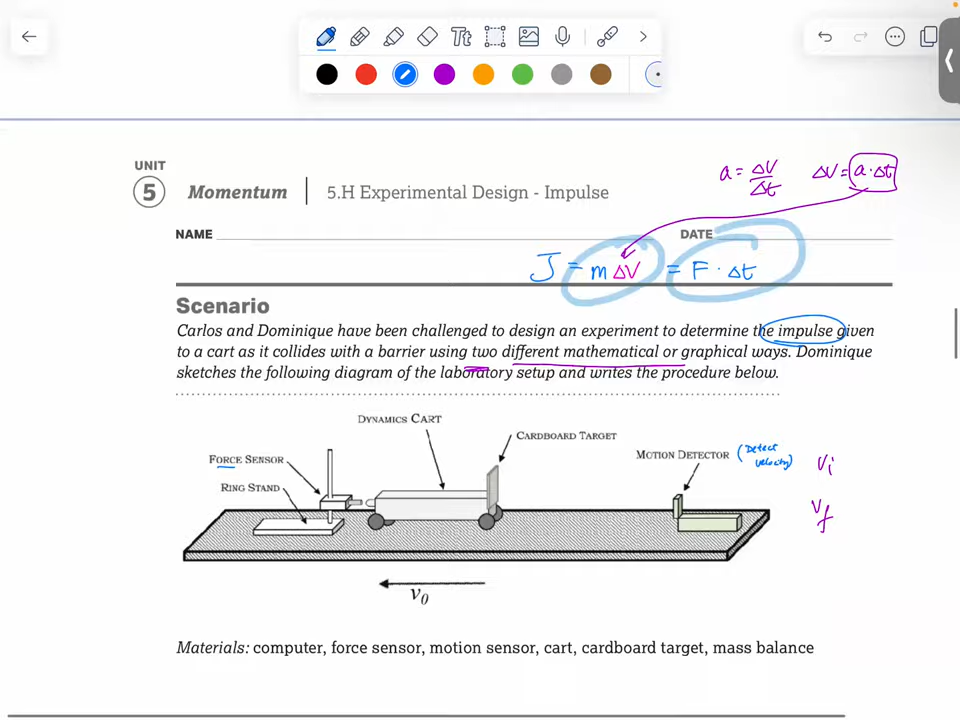 Tt
UNIT
5 Momentum 5.H Experimental Design - Impulse
a = ΔV/Δt ΔV = a · Δt
NAME DATE
J = m ΔV = F · Δt
Scenario
Carlos and Dominique have been challenged to design an experiment to determine the impulse given
to a cart as it collides with a barrier using two different mathematical or graphical ways. Dominique
sketches the following diagram of the laboratory setup and writes the procedure below.
DYNAMICS CART
CARDBOARD TARGET
FORCE SENSOR
RING STAND
MOTION DETECTOR
(Detect
velocity)
Vi
Vf
v0
Materials: computer, force sensor, motion sensor, cart, cardboard target, mass balance